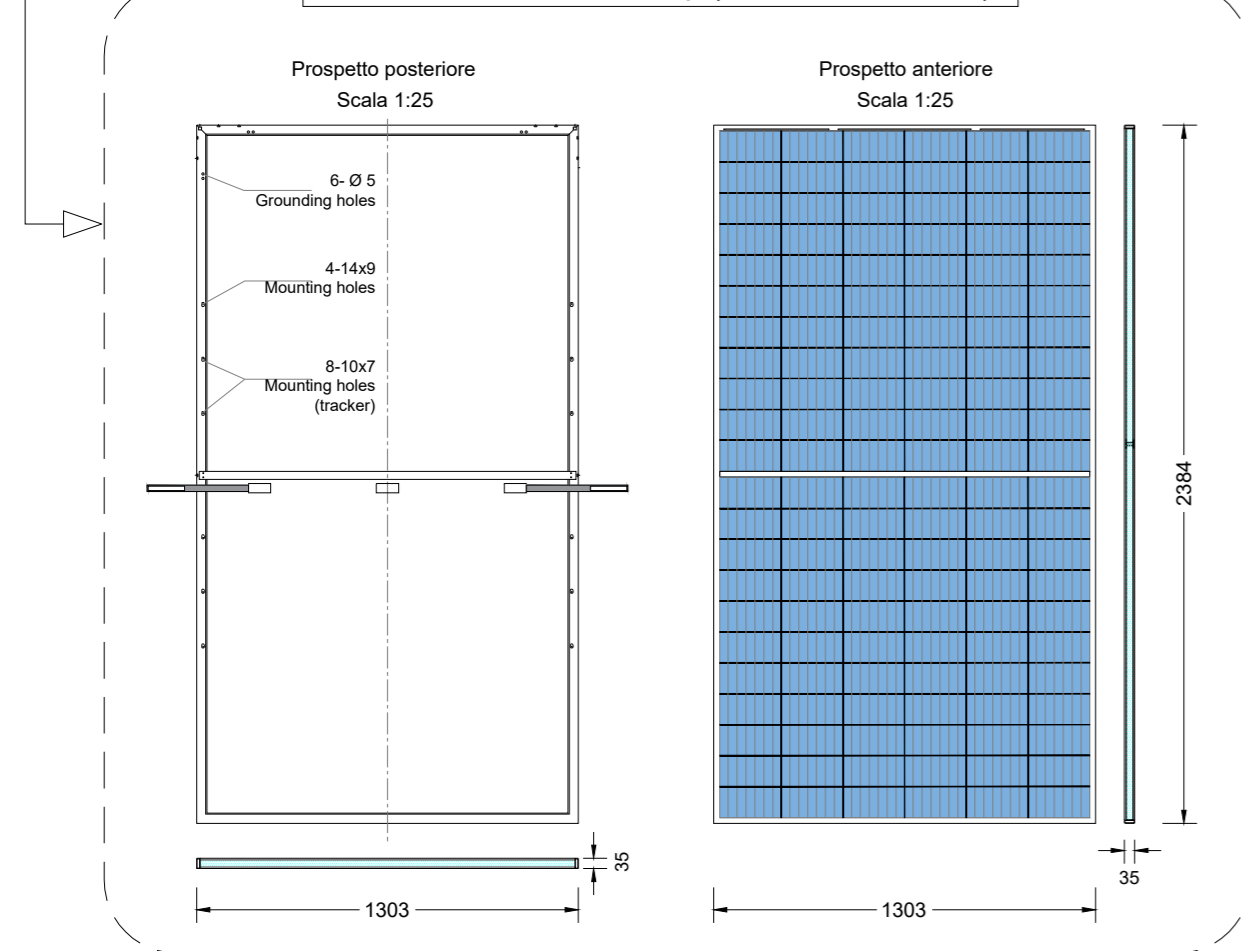 Prospetto posteriore
Scala 1:25
6- Ø 5
Grounding holes
4-14x9
Mounting holes
8-10x7
Mounting holes
(tracker)
35
1303
Prospetto anteriore
Scala 1:25
2384
35
1303